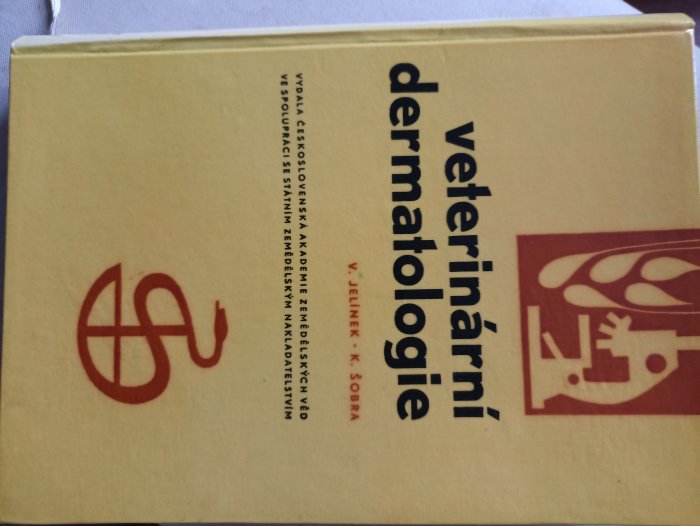 veterinární
dermatologie
V. JELÍNEK · K. ŠOBRA
VYDALA ČESKOSLOVENSKÁ AKADEMIE ZEMĚDĚLSKÝCH VĚD
VE SPOLUPRÁCI SE STÁTNÍM ZEMĚDĚLSKÝM NAKLADATELSTVÍM